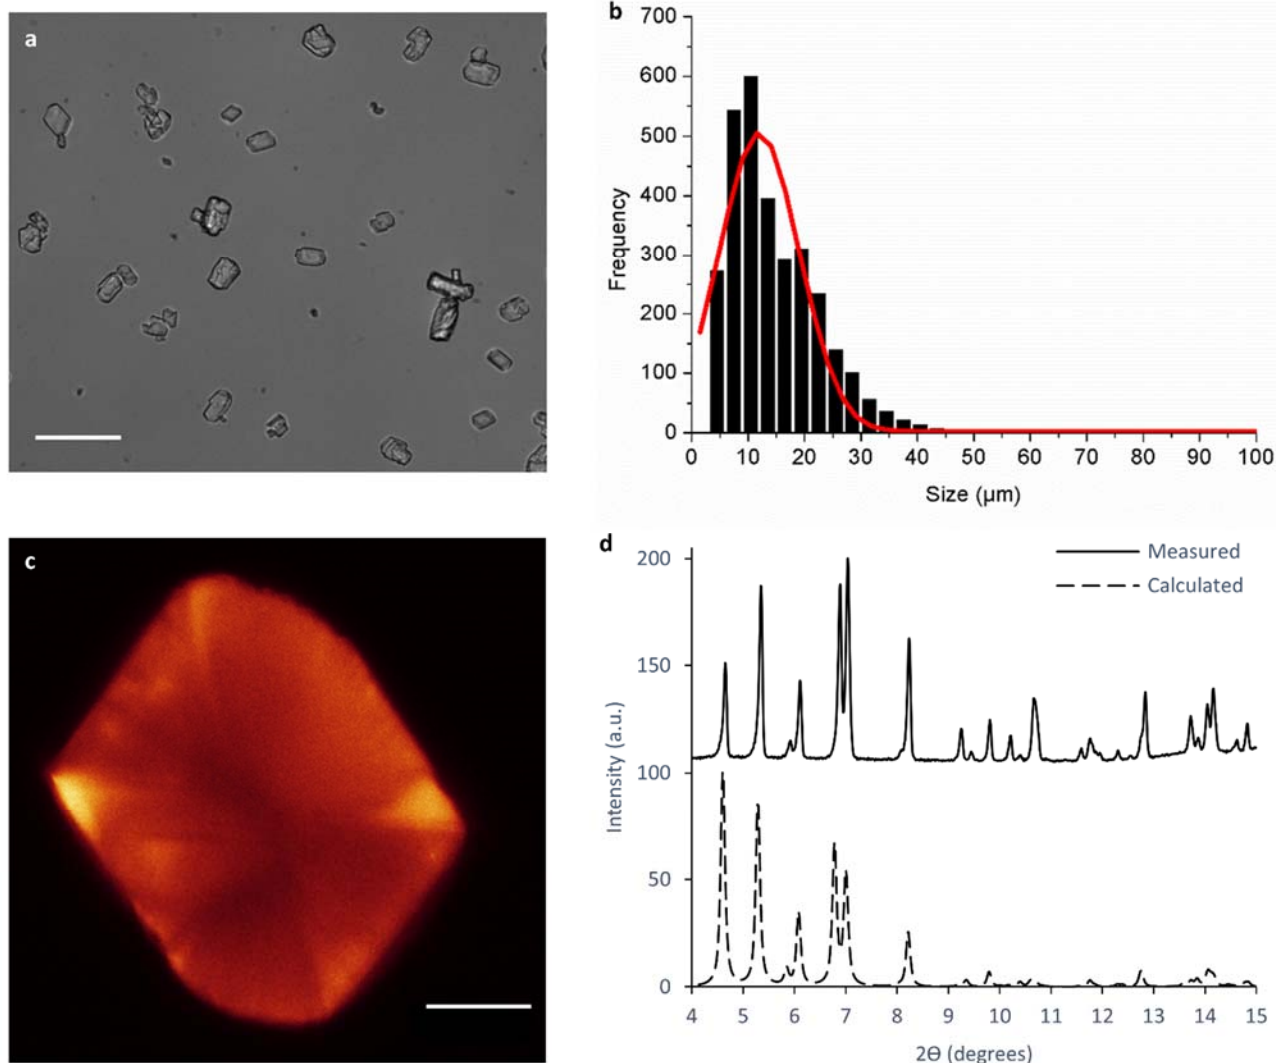 a
b
700
600
500
400
300
200
100
0
Frequency
0 10 20 30 40 50 60 70 80 90 100
Size (µm)
c
d
200
150
100
50
0
Intensity (a.u.)
Measured
Calculated
4 5 6 7 8 9 10 11 12 13 14 15
2Θ (degrees)